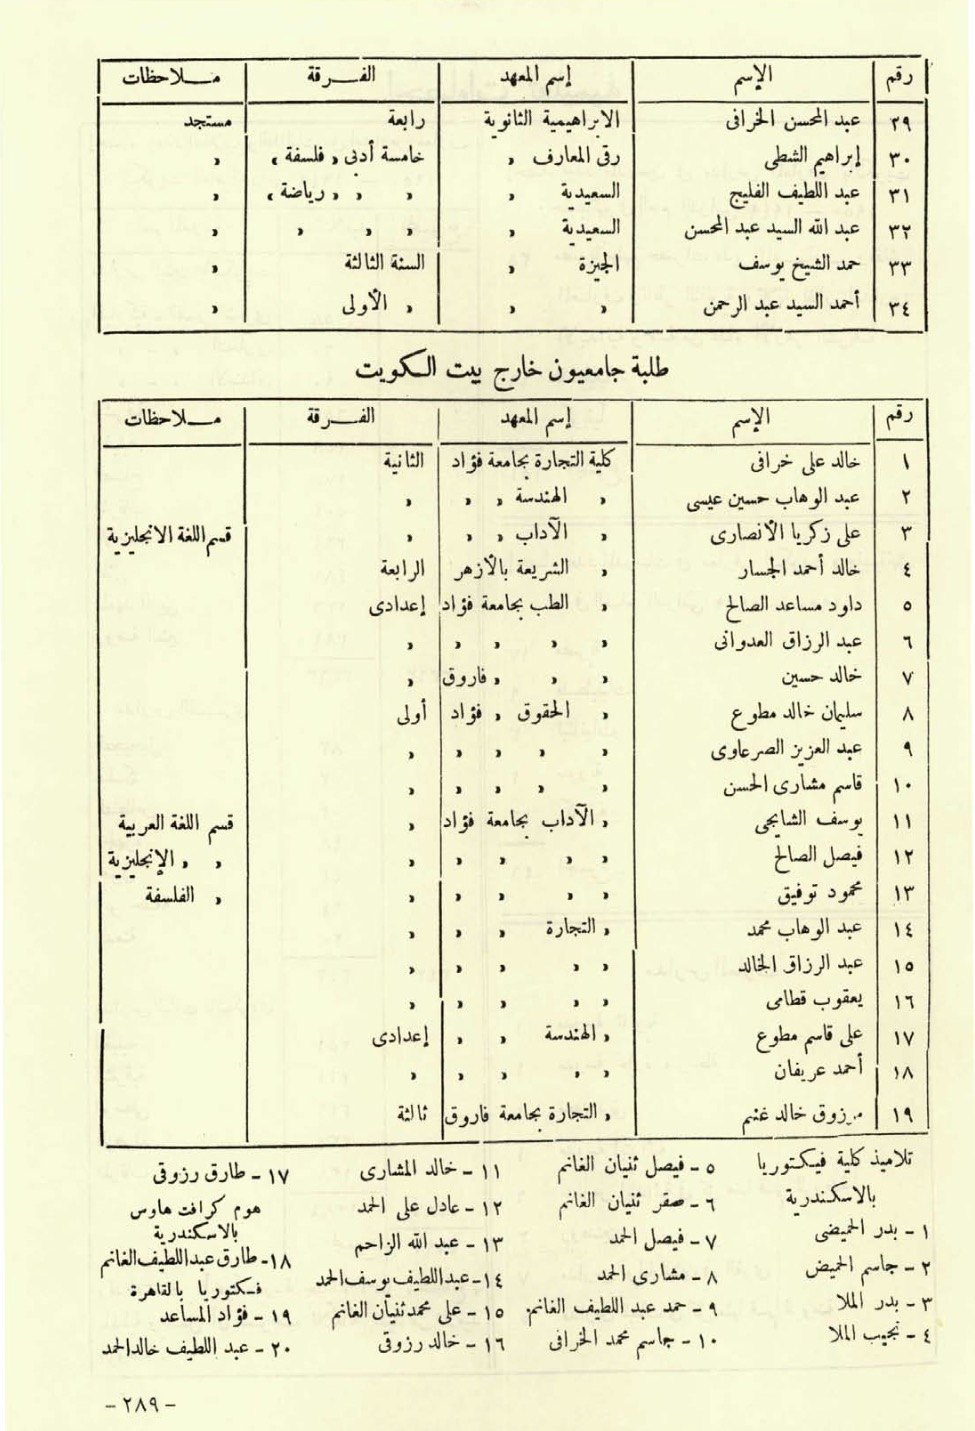 رقم الإسم إسم المعهد الفـــرقة مـــلاحظات
٢٩ عبد المحسن الخرافى الابراهيمية الثانوية رابعة مستجد
٣٠ إبراهيم الشطى رقى المعارف » خامسة أدبى « فلسفة » »
٣١ عبد اللطيف الفليج السعيدية » » » « رياضة » »
٣٢ عبد الله السيد عبد المحسن السعيدية » » » » »
٣٣ حمد الشيخ يوسف الجيزة » السنة الثالثة »
٣٤ أحمد السيد عبد الرحمن » » » الأولى »
طلبة جامعيون خارج بيت الـكويت
رقم الإسم إسم المعهد الفـــرقة مـــلاحظات
١ خالد على خرافى كلية التجارة بجامعة فؤاد الثانية
٢ عبد الوهاب حسين عيسى » الهندسة » » »
٣ على زكريا الأنصارى » الآداب » » » قسم اللغة الانجليزية
٤ خالد أحمد الجسار » الشريعة بالأزهر الرابعة
٥ داود مساعد الصالح » الطب بجامعة فؤاد إعدادى
٦ عبد الرزاق العدوانى » » » » »
٧ خالد حسين » » » فاروق »
٨ سليمان خالد مطوع » الحقوق » فؤاد أولى
٩ عبد العزيز الصرعاوى » » » » »
١٠ قاسم مشارى الحسن » » » » »
١١ يوسف الشايجى » الآداب بجامعة فؤاد » قسم اللغة العربية
١٢ فيصل الصالح » » » » » » » الإنجليزية
١٣ محمود توفيق » » » » » » الفلسفة
١٤ عبد الوهاب محمد » التجارة » » »
١٥ عبد الرزاق الخالد » » » » »
١٦ يعقوب قطامى » » » » »
١٧ على قاسم مطوع » الهندسة » » إعدادى
١٨ أحمد عريفان » » » » »
١٩ مرزوق خالد غنيم » التجارة بجامعة فاروق ثالثة
تلاميذ كلية فيكتوريا
بالاسكندرية
١ - بدر الحميضى
٢ - جاسم الحميض
٣ - بدر الملا
٤ - نجيب الملا
٥ - فيصل ثنيان الغانم
٦ - صقر ثنيان الغانم
٧ - فيصل الحمد
٨ - مشارى الحمد
٩ - حمد عبد اللطيف الغانم
١٠ - جاسم محمد الخرافى
١١ - خالد المشارى
١٢ - عادل على الحمد
١٣ - عبد الله الزاحم
١٤ - عبد اللطيف يوسف الحمد
١٥ - على محمد ثنيان الغانم
١٦ - خالد رزوقى
١٧ - طارق رزوقى
هوم كرافت هاوس
بالاسكندرية
١٨ - طارق عبد اللطيف الغانم
فكتوريا بالقاهرة
١٩ - فؤاد المساعد
٢٠ - عبد اللطيف خالد الحمد
- ٢٨٩ -